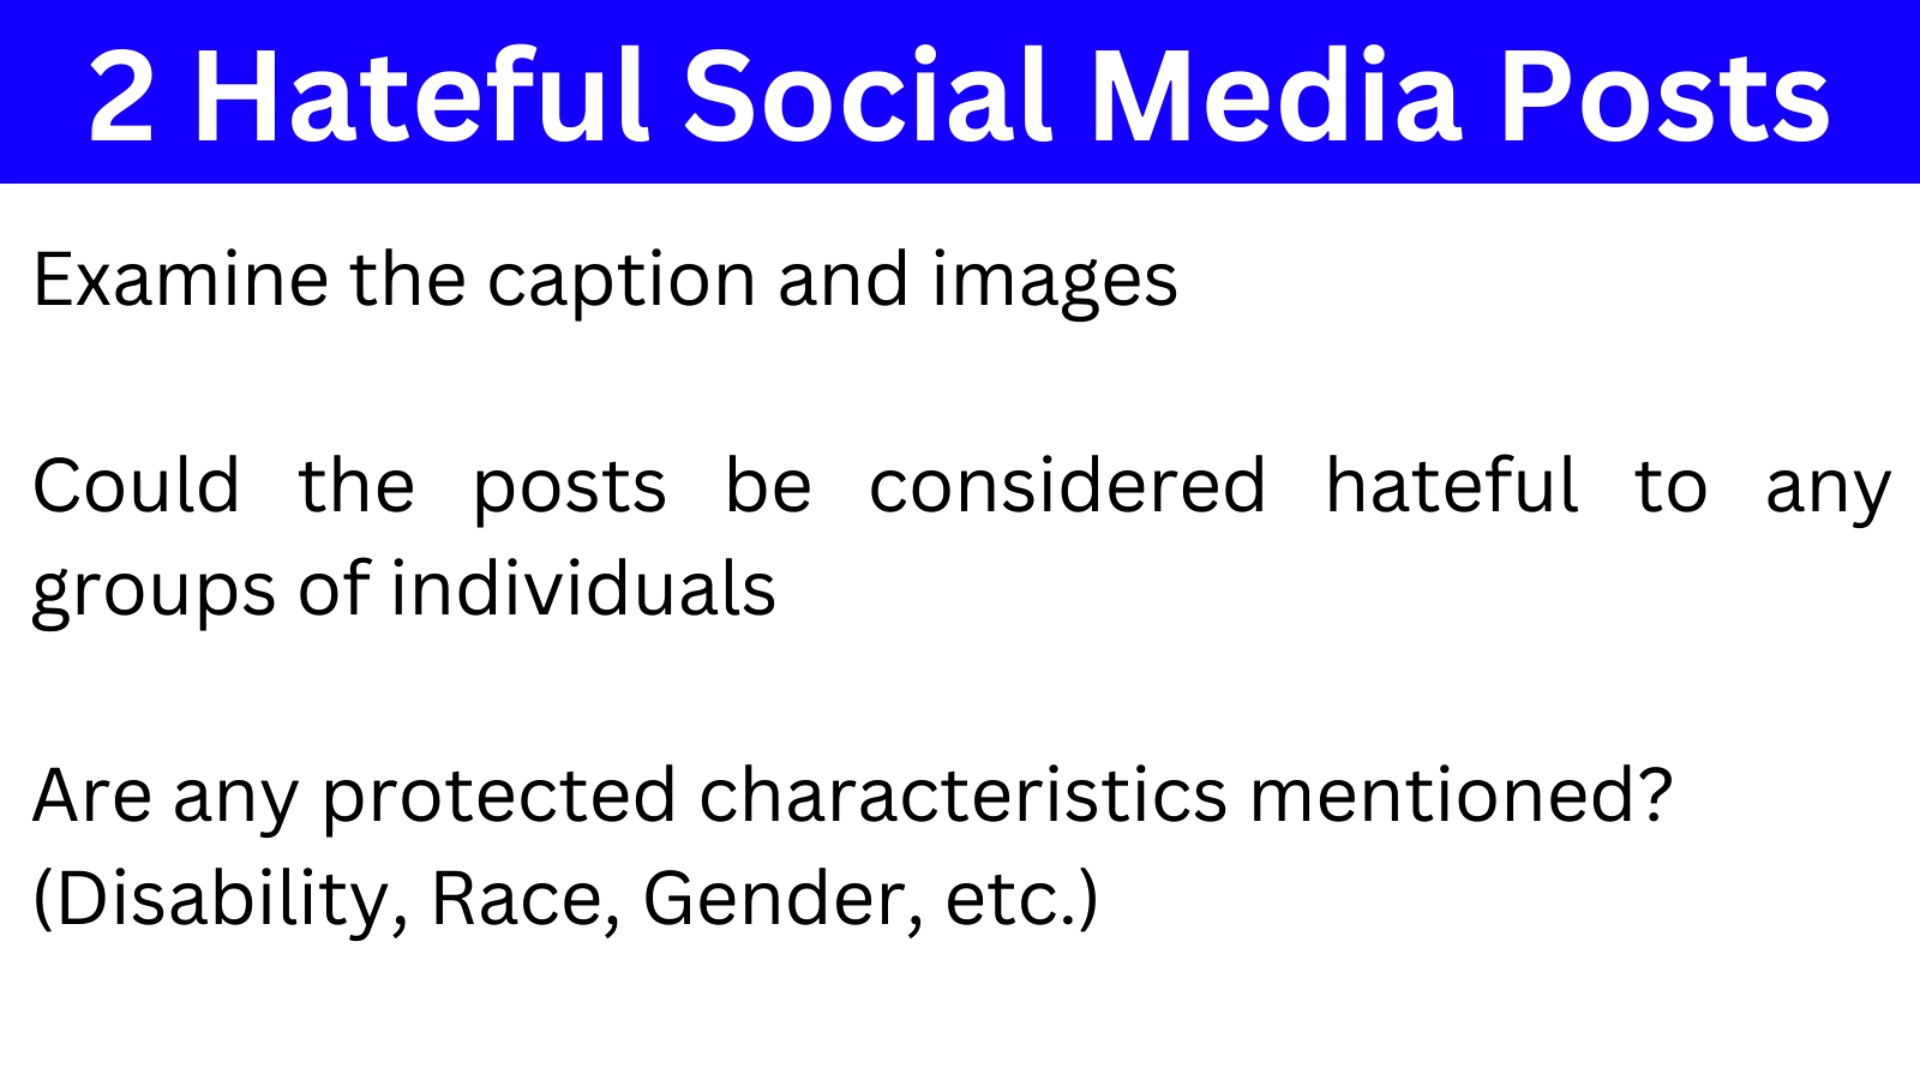 2 Hateful Social Media Posts
Examine the caption and images
Could the posts be considered hateful to any
groups of individuals
Are any protected characteristics mentioned?
(Disability, Race, Gender, etc.)